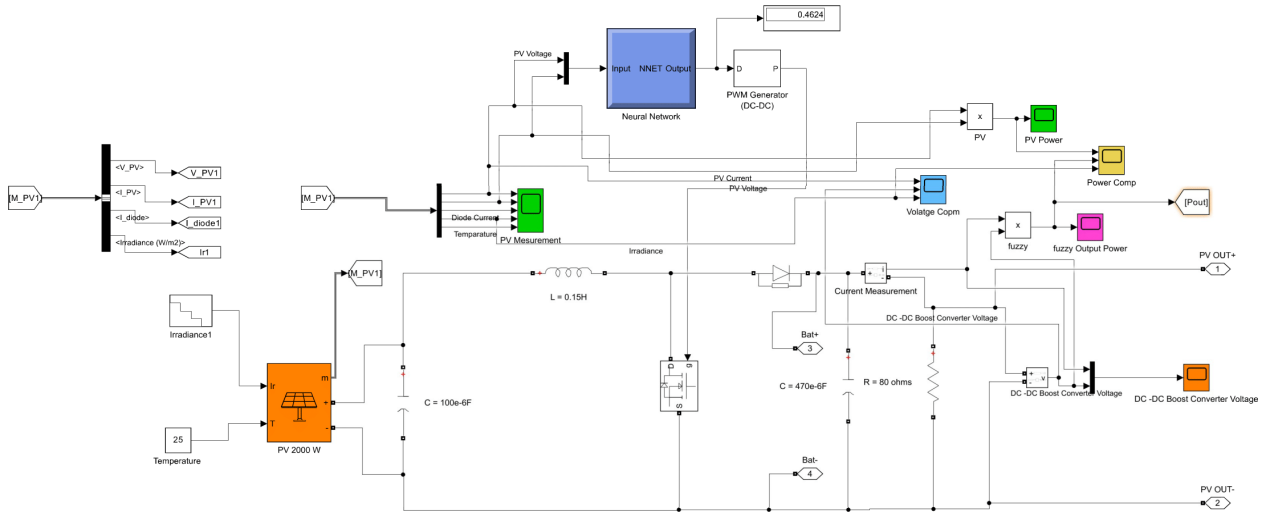 0.4624
PV Voltage
Input NNET Output
D P
PWM Generator
(DC-DC)
Neural Network
x
PV
PV Power
Power Comp
[M_PV1]
<V_PV>
V_PV1
<I_PV>
I_PV1
<I_diode>
I_diode1
<Irradiance (W/m2)>
Ir1
[M_PV1]
Diode Current
Temparature
PV Mesurement
PV Current
PV Voltage
Volatge Copm
Irradiance
x
fuzzy
fuzzy Output Power
[Pout]
[M_PV1]
L = 0.15H
+ i
-
Current Measurement
PV OUT+
1
Irradiance1
DC -DC Boost Converter Voltage
Bat+
3
Ir
T
m
+
-
PV 2000 W
C = 100e-6F
g
D
S
C = 470e-6F
R = 80 ohms
+
-
v
DC -DC Boost Converter Voltage
DC -DC Boost Converter Voltage
25
Temperature
Bat-
4
PV OUT-
2